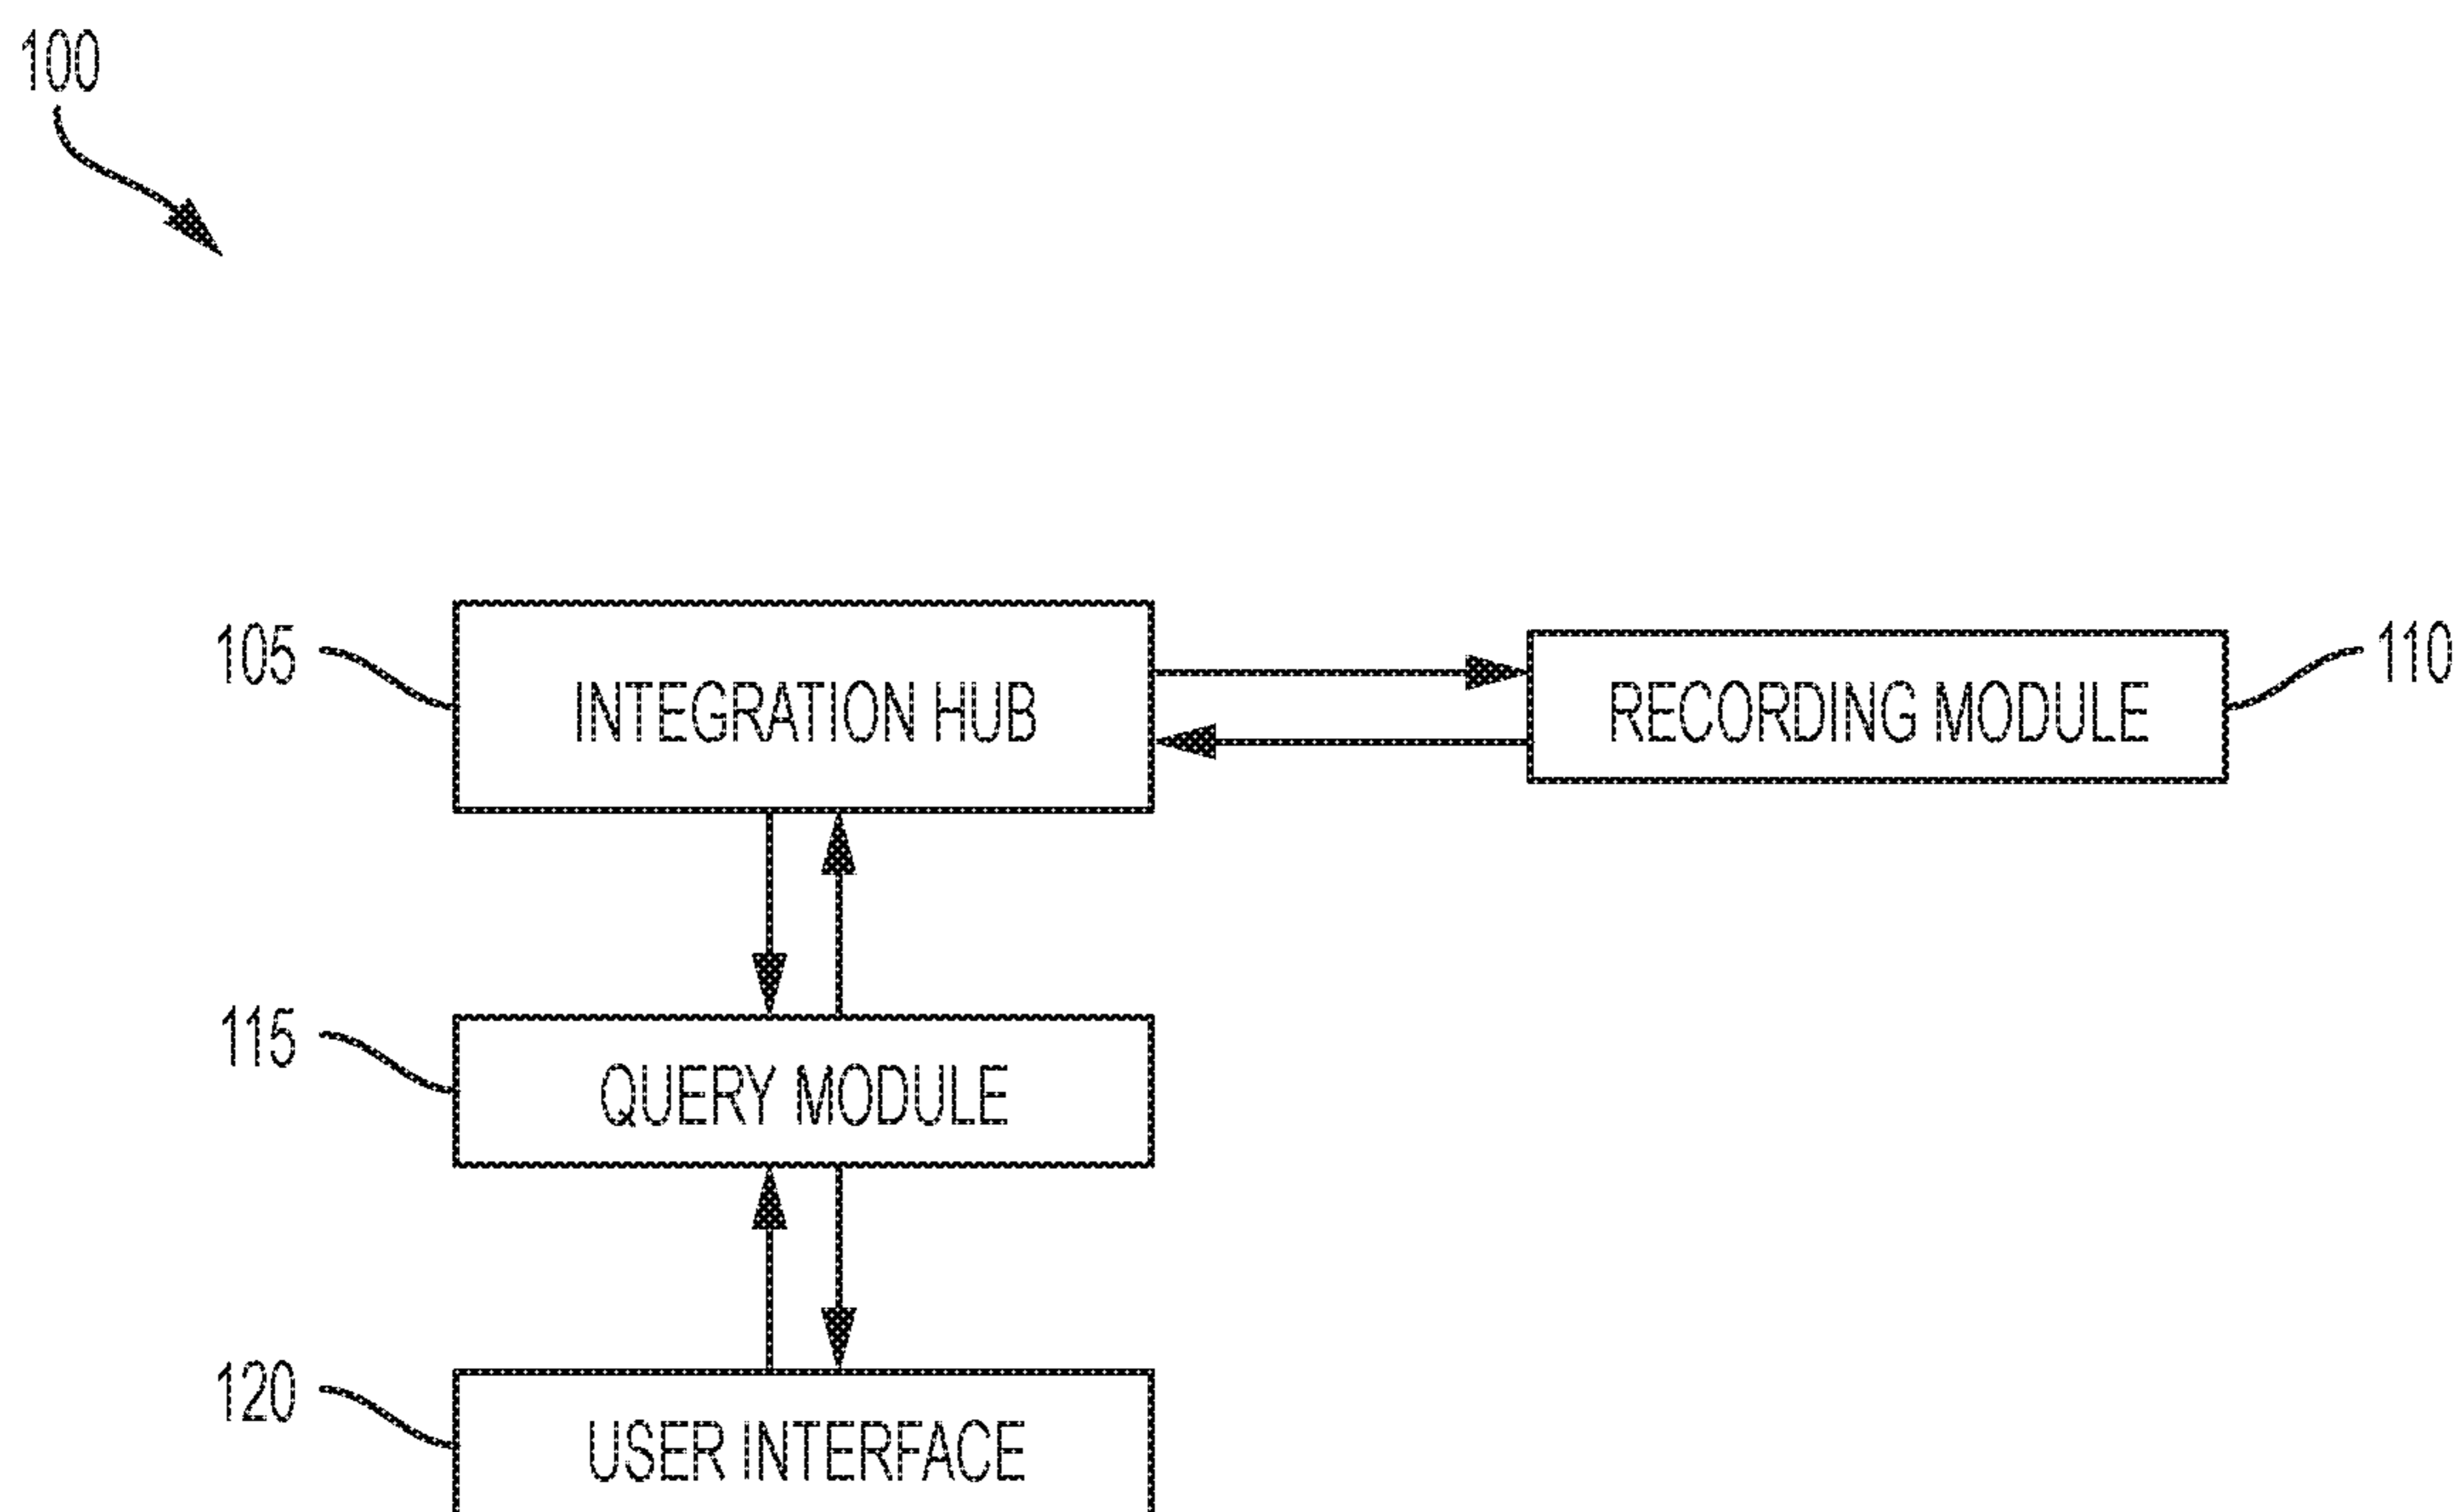 100
105
INTEGRATION HUB
RECORDING MODULE
110
115
QUERY MODULE
120
USER INTERFACE